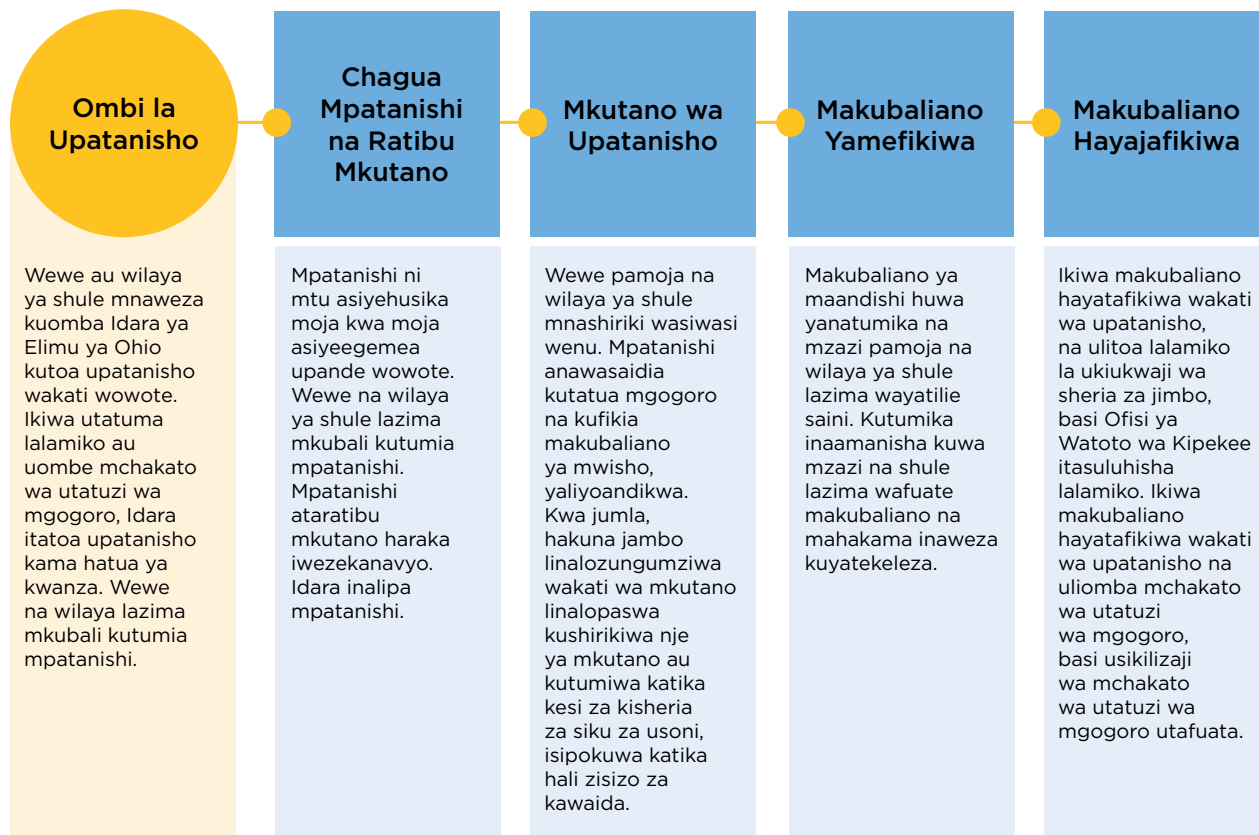 Ombi la
Upatanisho
Wewe au wilaya
ya shule mnaweza
kuomba Idara ya
Elimu ya Ohio
kutoa upatanisho
wakati wowote.
Ikiwa utatuma
lalamiko au
uombe mchakato
wa utatuzi wa
mgogoro, Idara
itatoa upatanisho
kama hatua ya
kwanza. Wewe
na wilaya lazima
mkubali kutumia
mpatanishi.
Chagua
Mpatanishi
na Ratibu
Mkutano
Mpatanishi ni
mtu asiyehusika
moja kwa moja
asiyeegemea
upande wowote.
Wewe na wilaya
ya shule lazima
mkubali kutumia
mpatanishi.
Mpatanishi
ataratibu
mkutano haraka
iwezekanavyo.
Idara inalipa
mpatanishi.
Mkutano wa
Upatanisho
Wewe pamoja na
wilaya ya shule
mnashiriki wasiwasi
wenu. Mpatanishi
anawasaidia
kutatua mgogoro
na kufikia
makubaliano
ya mwisho,
yaliyoandikwa.
Kwa jumla,
hakuna jambo
linalozungumziwa
wakati wa mkutano
linalopaswa
kushirikiwa nje
ya mkutano au
kutumiwa katika
kesi za kisheria
za siku za usoni,
isipokuwa katika
hali zisizo za
kawaida.
Makubaliano
Yamefikiwa
Makubaliano ya
maandishi huwa
yanatumika na
mzazi pamoja na
wilaya ya shule
lazima wayatilie
saini. Kutumika
inaamanisha kuwa
mzazi na shule
lazima wafuate
makubaliano na
mahakama inaweza
kuyatekeleza.
Makubaliano
Hayajafikiwa
Ikiwa makubaliano
hayatafikiwa wakati
wa upatanisho,
na ulitoa lalamiko
la ukiukwaji wa
sheria za jimbo,
basi Ofisi ya
Watoto wa Kipekee
itasuluhisha
lalamiko. Ikiwa
makubaliano
hayatafikiwa wakati
wa upatanisho na
uliomba mchakato
wa utatuzi
wa mgogoro,
basi usikilizaji
wa mchakato
wa utatuzi wa
mgogoro utafuata.